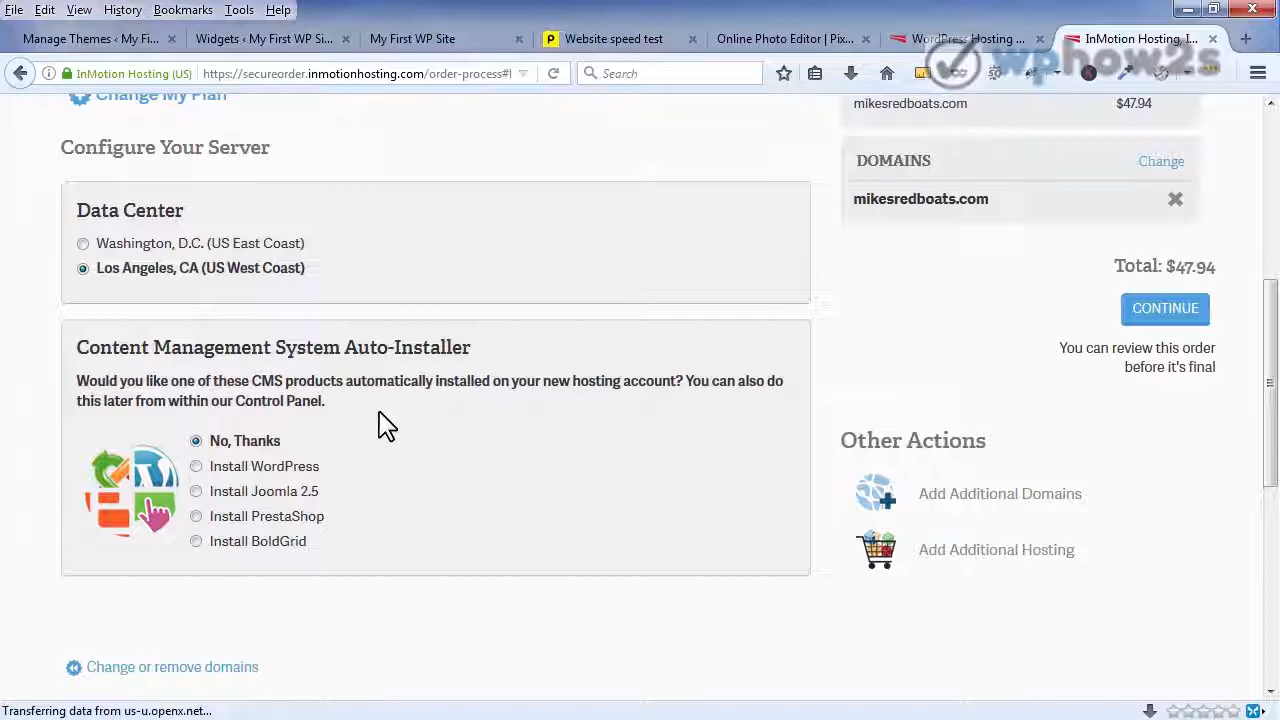 File Edit View History Bookmarks Tools Help
Manage Themes ‹ My Fi...
Widgets ‹ My First WP Si...
My First WP Site
Website speed test
Online Photo Editor | Pix...
WordPress Hosting
InMotion Hosting, I...
InMotion Hosting (US)
https://secureorder.inmotionhosting.com/order-process
Search
wphow2s
Change My Plan
Configure Your Server
Data Center
Washington, D.C. (US East Coast)
Los Angeles, CA (US West Coast)
Content Management System Auto-Installer
Would you like one of these CMS products automatically installed on your new hosting account? You can also do
this later from within our Control Panel.
No, Thanks
Install WordPress
Install Joomla 2.5
Install PrestaShop
Install BoldGrid
Change or remove domains
mikesredboats.com $47.94
DOMAINS Change
mikesredboats.com
Total: $47.94
CONTINUE
You can review this order
before it's final
Other Actions
Add Additional Domains
Add Additional Hosting
Transferring data from us-u.openx.net...